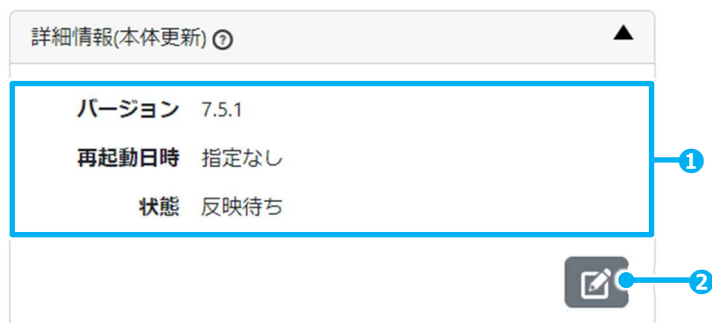 詳細情報(本体更新) ?
バージョン 7.5.1
再起動日時 指定なし
1
状態 反映待ち
2